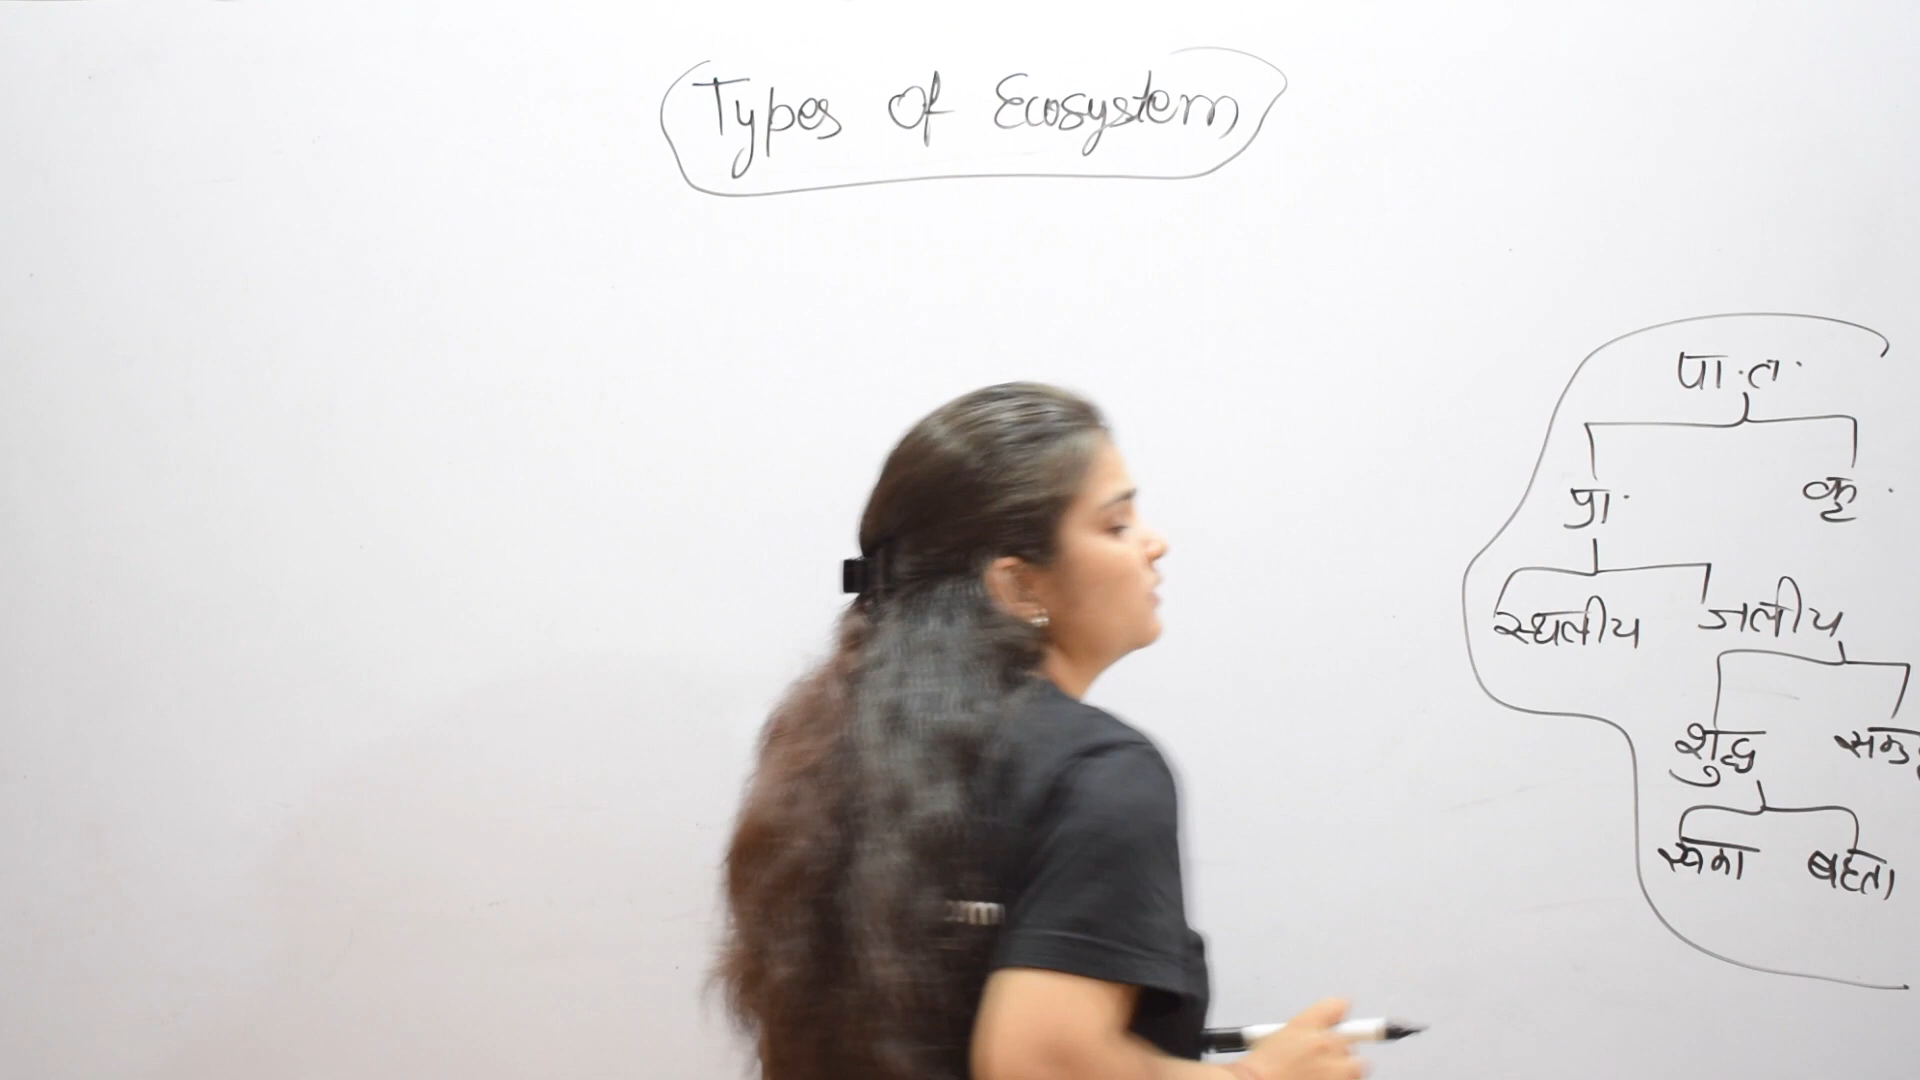 Types Of Ecosystem
पा.त.
प्रा. कृ.
स्थलीय जलीय
शुद्ध
बहता